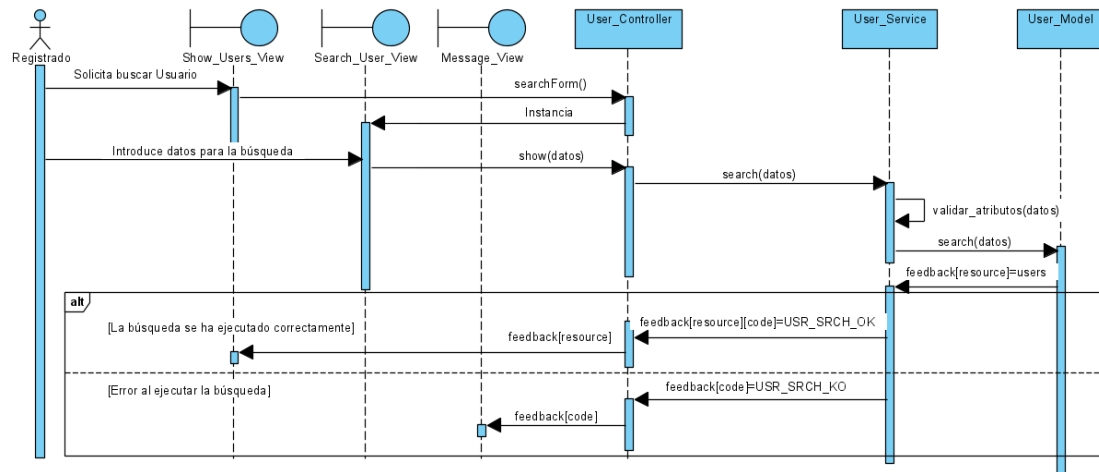 User_Controller
User_Service
User_Model
Registrado
Show_Users_View
Search_User_View
Message_View
Solicita buscar Usuario
searchForm()
Instancia
Introduce datos para la búsqueda
show(datos)
search(datos)
validar_atributos(datos)
search(datos)
feedback[resource]=users
alt
[La búsqueda se ha ejecutado correctamente]
feedback[resource][code]=USR_SRCH_OK
feedback[resource]
[Error al ejecutar la búsqueda]
feedback[code]=USR_SRCH_KO
feedback[code]